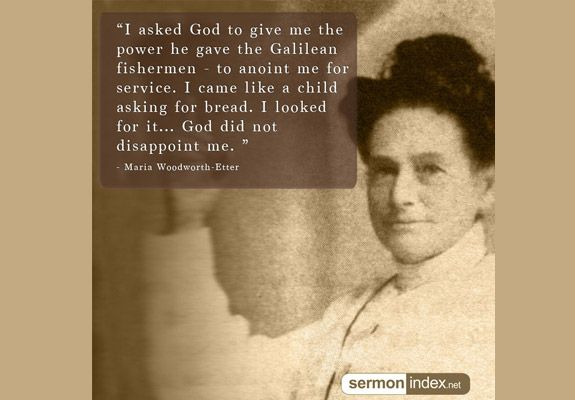 “I asked God to give me the
power he gave the Galilean
fishermen - to anoint me for
service. I came like a child
asking for bread. I looked
for it... God did not
disappoint me. ”
- Maria Woodworth-Etter
sermonindex.net